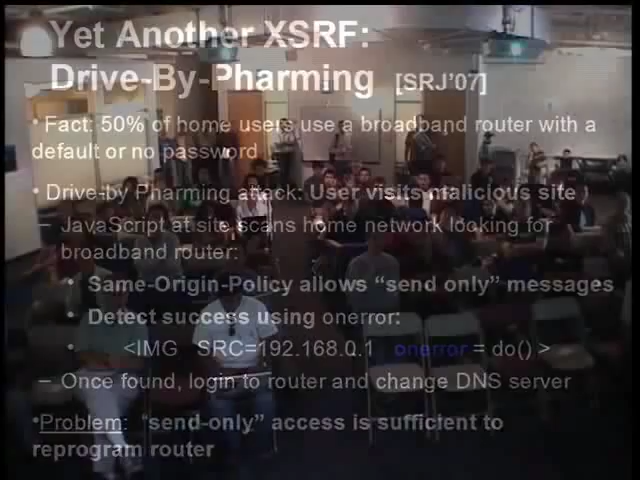 Yet Another XSRF:
Drive-By-Pharming [SRJ'07]
• Fact: 50% of home users use a broadband router with a
default or no password
• Drive-by Pharming attack: User visits malicious site
– JavaScript at site scans home network looking for
broadband router:
• Same-Origin-Policy allows “send only” messages
• Detect success using onerror:
• <IMG SRC=192.168.0.1 onerror = do() >
– Once found, login to router and change DNS server
•Problem: “send-only” access is sufficient to
reprogram router